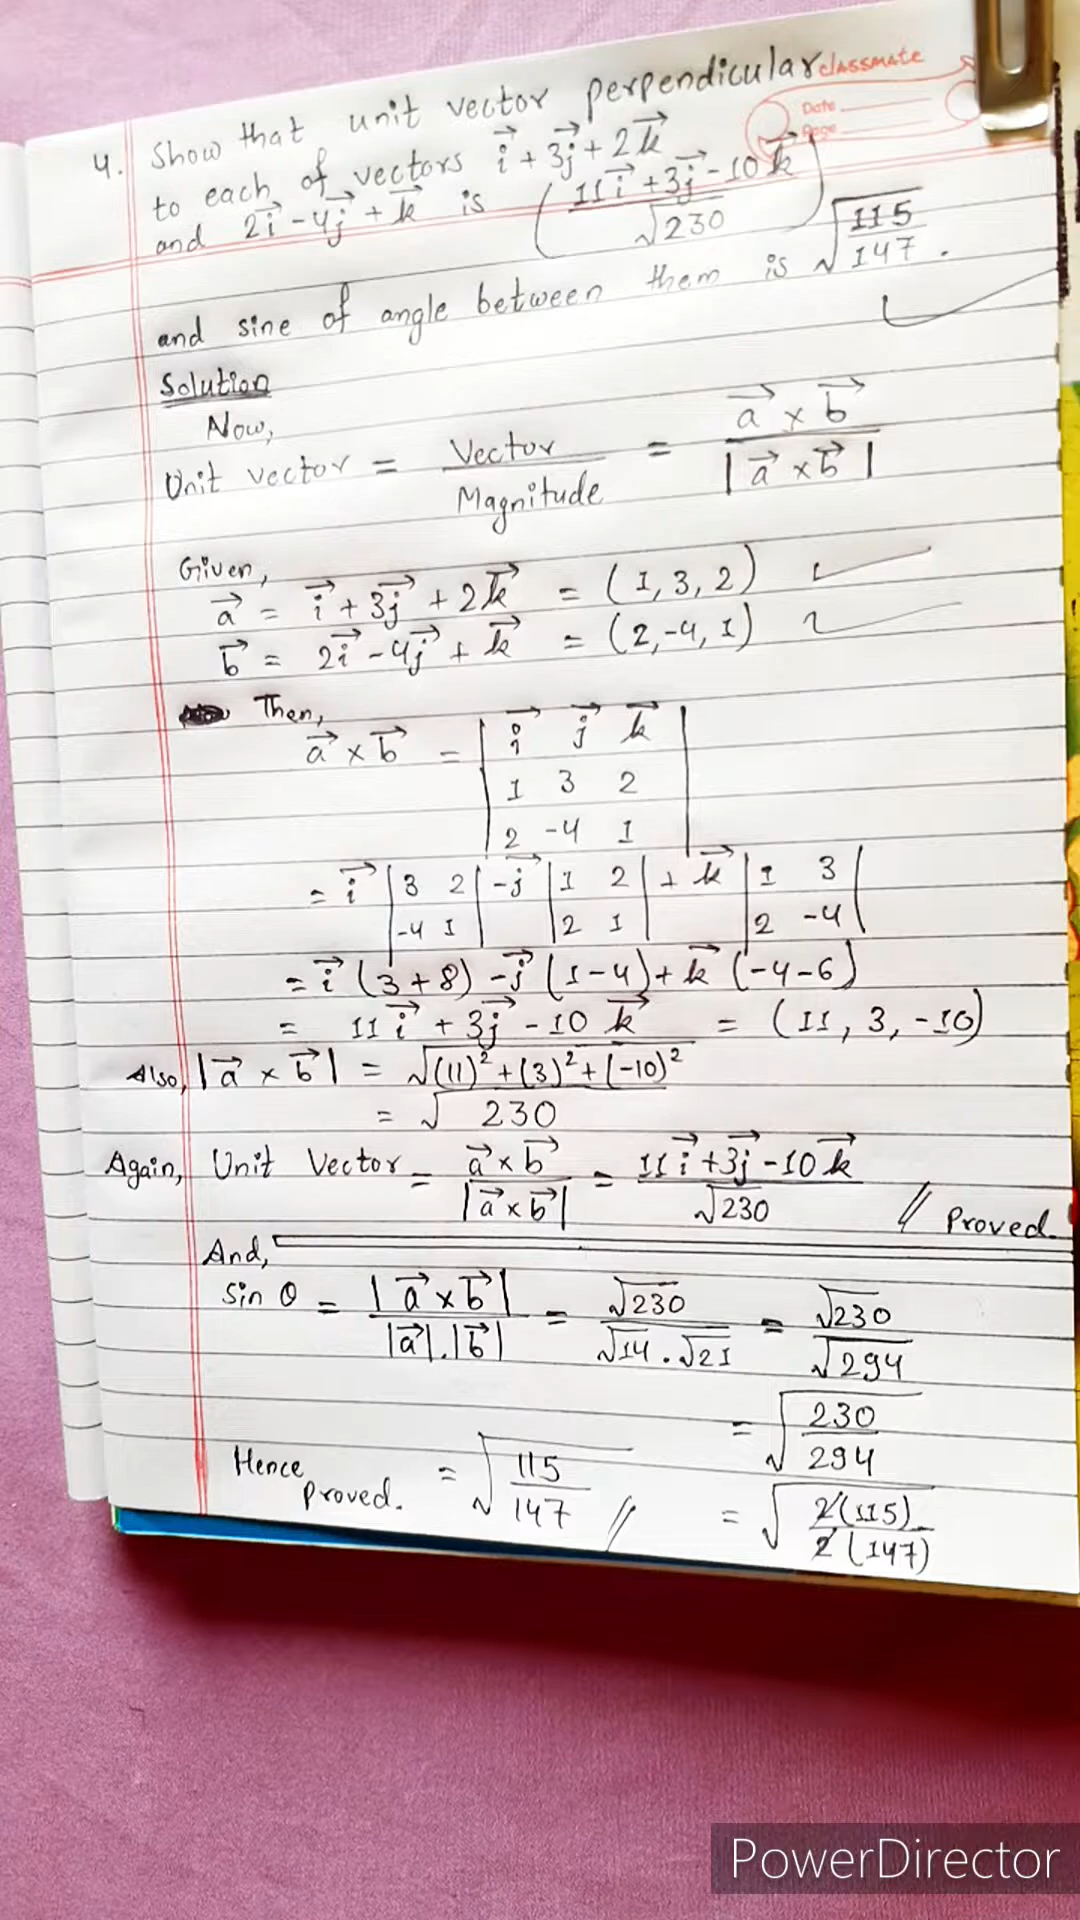 classmate
Date
Page
4. Show that unit vector perpendicular
to each of vectors i⃗ + 3j⃗ + 2k⃗
and 2i⃗ - 4j⃗ + k⃗ is (11i⃗ + 3j⃗ - 10k⃗ / √230)
and sine of angle between them is √(115/147).
Solution
Now,
Unit vector = Vector/Magnitude = a⃗ × b⃗ / |a⃗ × b⃗|
Given,
a⃗ = i⃗ + 3j⃗ + 2k⃗ = (1, 3, 2)
b⃗ = 2i⃗ - 4j⃗ + k⃗ = (2, -4, 1)
Then,
a⃗ × b⃗ = | i⃗ j⃗ k⃗ |
| 1 3 2 |
| 2 -4 1 |
= i⃗ |3 2| - j⃗ |1 2| + k⃗ |1 3|
|-4 1| |2 1| |2 -4|
= i⃗ (3+8) - j⃗ (1-4) + k⃗ (-4-6)
= 11i⃗ + 3j⃗ - 10k⃗ = (11, 3, -10)
Also, |a⃗ × b⃗| = √((11)² + (3)² + (-10)²)
= √230
Again, Unit Vector = a⃗ × b⃗ / |a⃗ × b⃗| = 11i⃗ + 3j⃗ - 10k⃗ / √230 // Proved.
And,
Sin θ = |a⃗ × b⃗| / |a⃗|.|b⃗| = √230 / √14 . √21 = √230 / √294
= √(230/294)
= √(2(115) / 2(147))
Hence proved. = √(115/147) //
PowerDirector